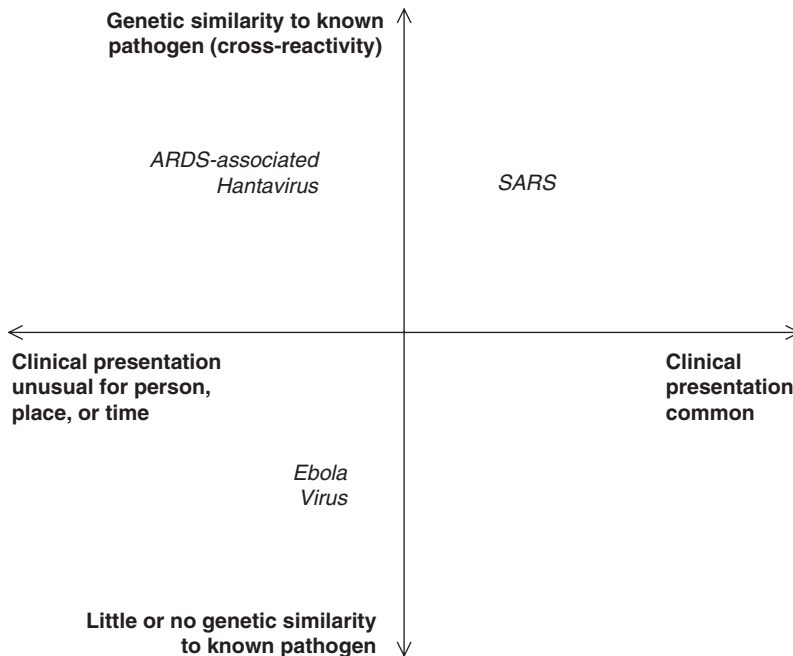 Genetic similarity to known
pathogen (cross-reactivity)
ARDS-associated
Hantavirus
SARS
Clinical presentation
unusual for person,
place, or time
Clinical
presentation
common
Ebola
Virus
Little or no genetic similarity
to known pathogen